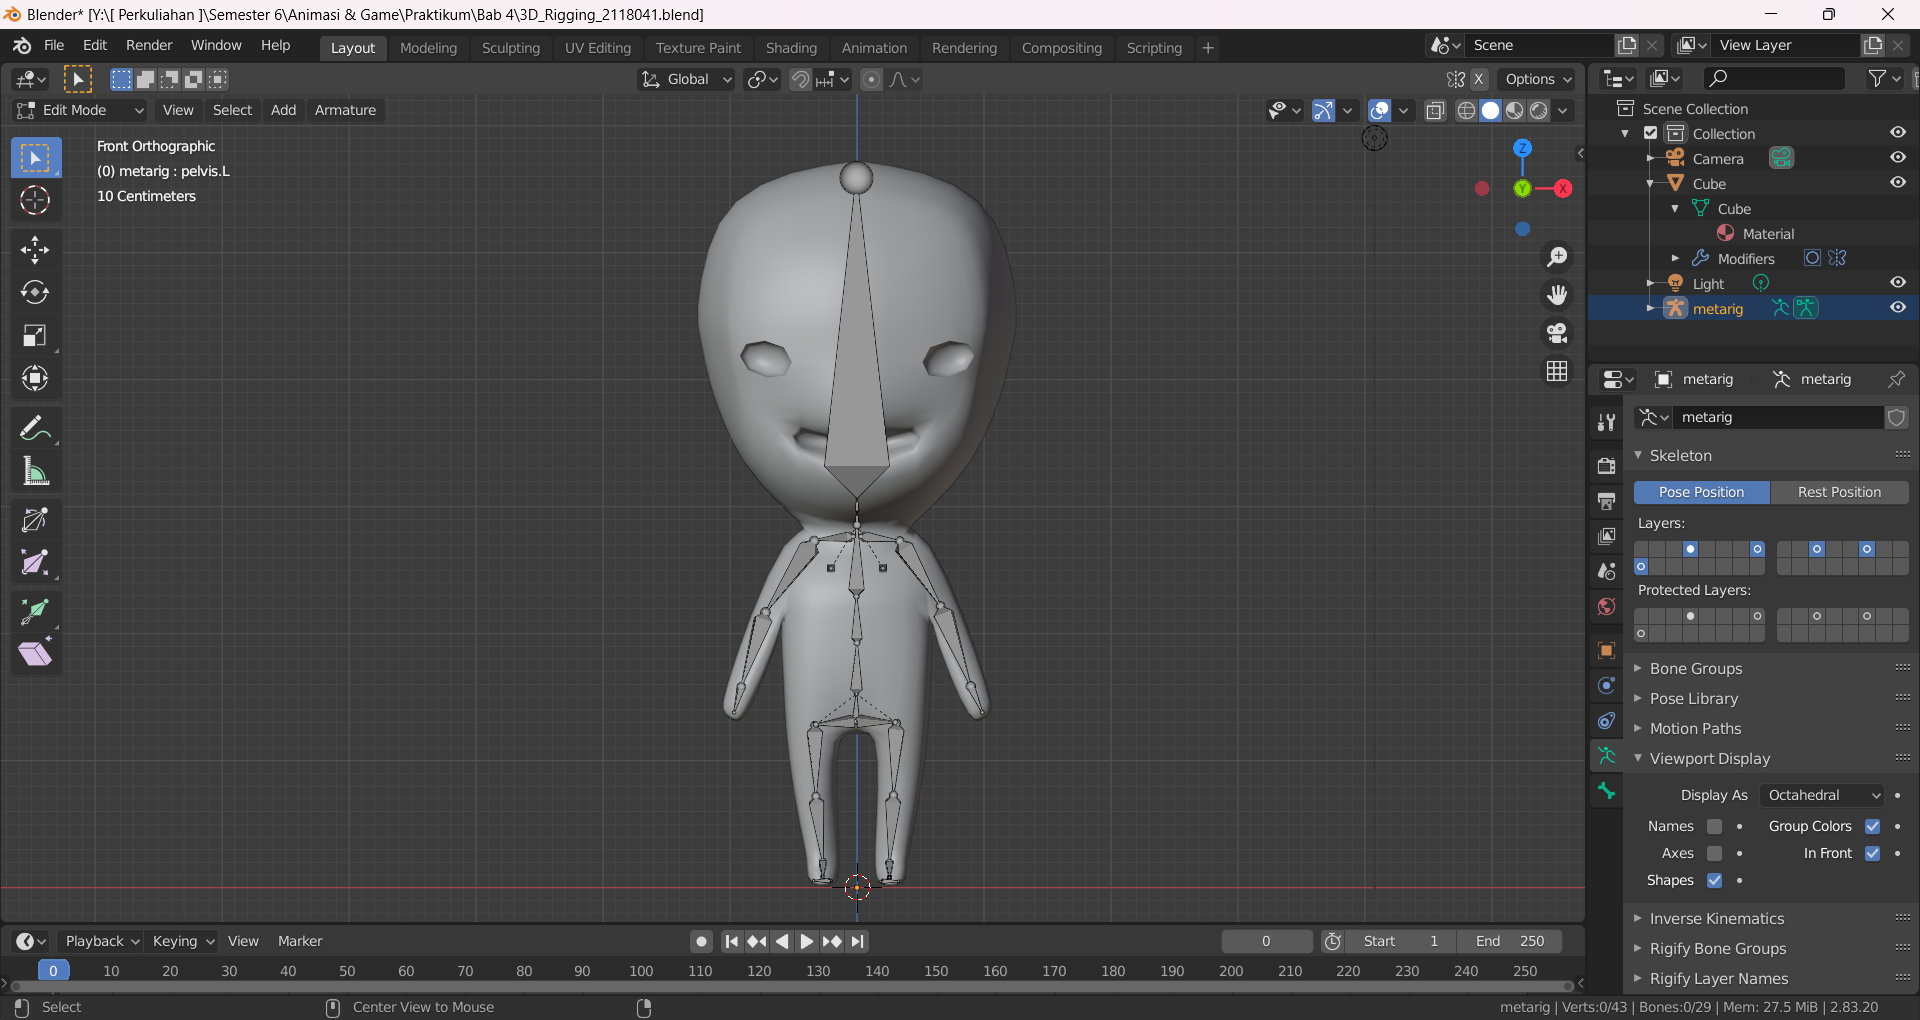 Blender* [Y:\[ Perkuliahan ]\Semester 6\Animasi & Game\Praktikum\Bab 4\3D_Rigging_2118041.blend]
File Edit Render Window Help Layout Modeling Sculpting UV Editing Texture Paint Shading Animation Rendering Compositing Scripting + Scene View Layer
Global X Options
Edit Mode View Select Add Armature
Front Orthographic
(0) metarig : pelvis.L
10 Centimeters
Z
Y
X
Scene Collection
Collection
Camera
Cube
Cube
Material
Modifiers
Light
metarig
metarig metarig
metarig
Skeleton
Pose Position Rest Position
Layers:
Protected Layers:
Bone Groups
Pose Library
Motion Paths
Viewport Display
Display As Octahedral
Names Group Colors
Axes In Front
Shapes
Inverse Kinematics
Rigify Bone Groups
Rigify Layer Names
Playback Keying View Marker 0 Start 1 End 250
0 10 20 30 40 50 60 70 80 90 100 110 120 130 140 150 160 170 180 190 200 210 220 230 240 250
Select Center View to Mouse metarig | Verts:0/43 | Bones:0/29 | Mem: 27.5 MiB | 2.83.20